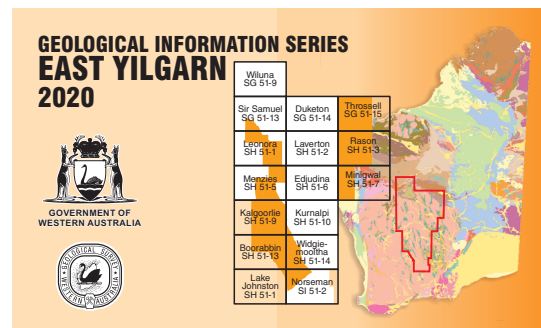 GEOLOGICAL INFORMATION SERIES
EAST YILGARN
2020
Wiluna
SG 51-9
Sir Samuel
SG 51-13
Duketon
SG 51-14
Throssell
SG 51-15
Leonora
SH 51-1
Laverton
SH 51-2
Rason
SH 51-3
Menzies
SH 51-5
Edjudina
SH 51-6
Minigwal
SH 51-7
Kalgoorlie
SH 51-9
Kurnalpi
SH 51-10
Boorabbin
SH 51-13
Widgie-
mooltha
SH 51-14
Lake
Johnston
SH 51-1
Norseman
SI 51-2
GOVERNMENT OF
WESTERN AUSTRALIA
GEOLOGICAL SURVEY
WESTERN AUSTRALIA